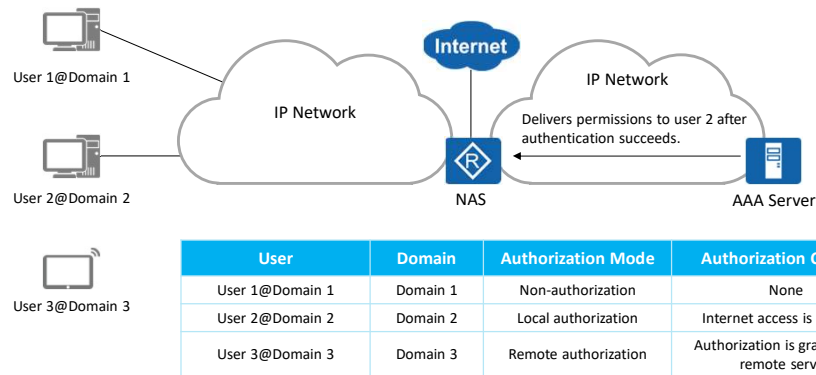 User 1@Domain 1
Internet
IP Network
IP Network
Delivers permissions to user 2 after
authentication succeeds.
User 2@Domain 2
NAS
AAA Server
User 3@Domain 3
User Domain Authorization Mode Authorization
User 1@Domain 1 Domain 1 Non-authorization None
User 2@Domain 2 Domain 2 Local authorization Internet access is
User 3@Domain 3 Domain 3 Remote authorization Authorization is
remote